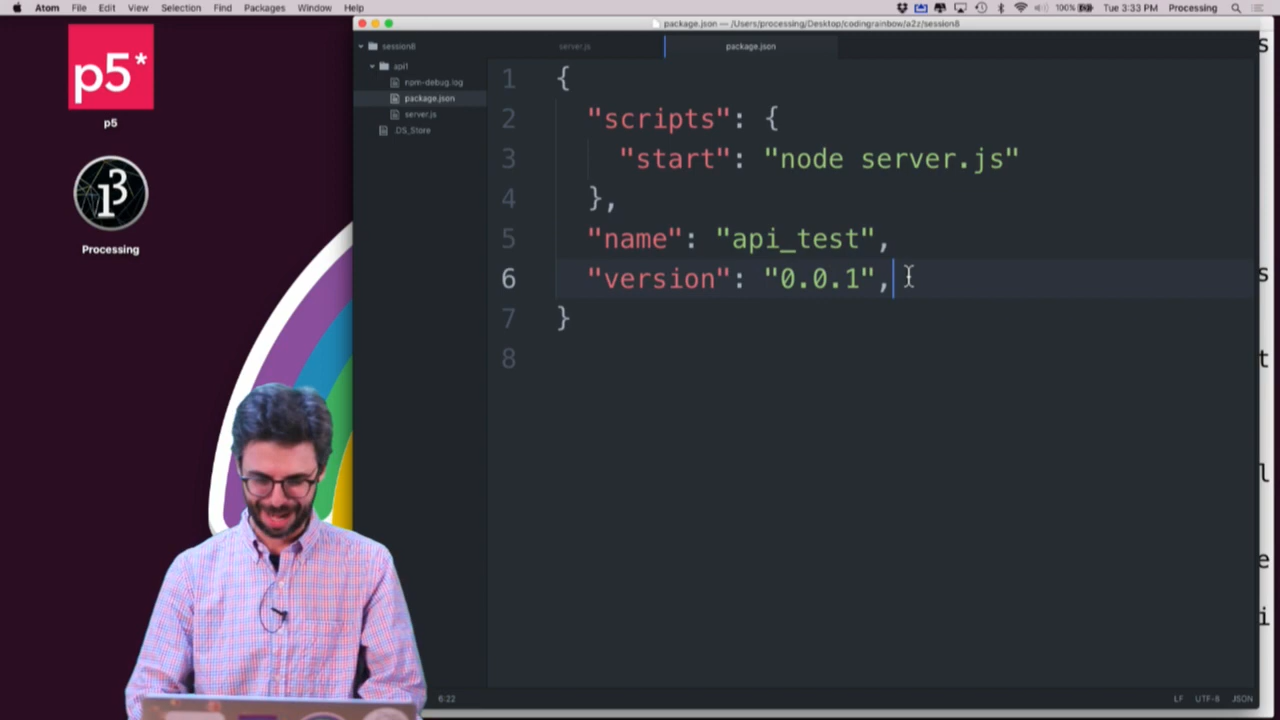 Atom File Edit View Selection Find Packages Window Help 100% Tue 3:33 PM Processing
package.json — /Users/processing/Desktop/codingrainbow/a2z/session8
p5*
p5
Processing
session8
api1
npm-debug.log
package.json
server.js
.DS_Store
server.js package.json
1 {
2 "scripts": {
3 "start": "node server.js"
4 },
5 "name": "api_test",
6 "version": "0.0.1",
7 }
8
6:22 LF UTF-8 JSON
s
s
t
l
e
i